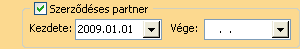 Szerződéses partner
Kezdete: 2009.01.01 Vége: . .